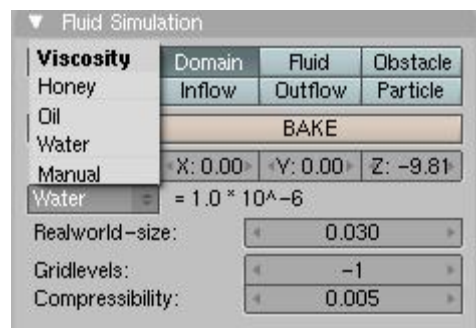 Fluid Simulation
Viscosity
Honey
Oil
Water
Manual
Domain Fluid Obstacle
Inflow Outflow Particle
BAKE
X: 0.00 Y: 0.00 Z: -9.81
Water = 1.0 * 10^-6
Realworld-size: 0.030
Gridlevels: -1
Compressibility: 0.005